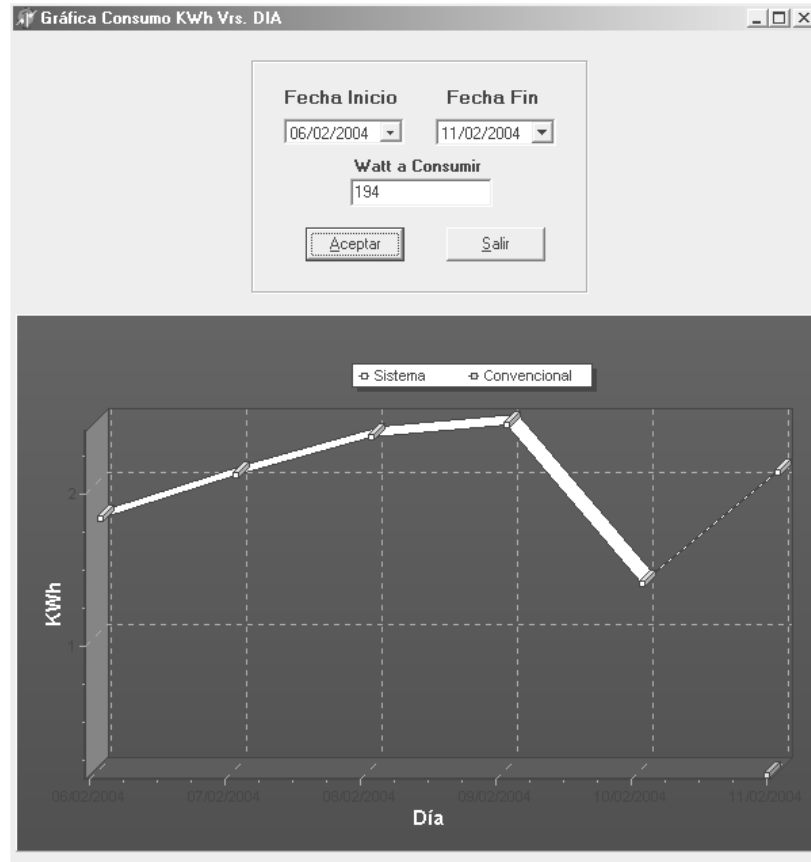 Gráfica Consumo KWh Vrs. DIA
Fecha Inicio Fecha Fin
06/02/2004 11/02/2004
Watt a Consumir
194
Aceptar Salir
Sistema Convencional
2
KWh
1
06/02/2004 07/02/2004 08/02/2004 09/02/2004 10/02/2004 11/02/2004
Día